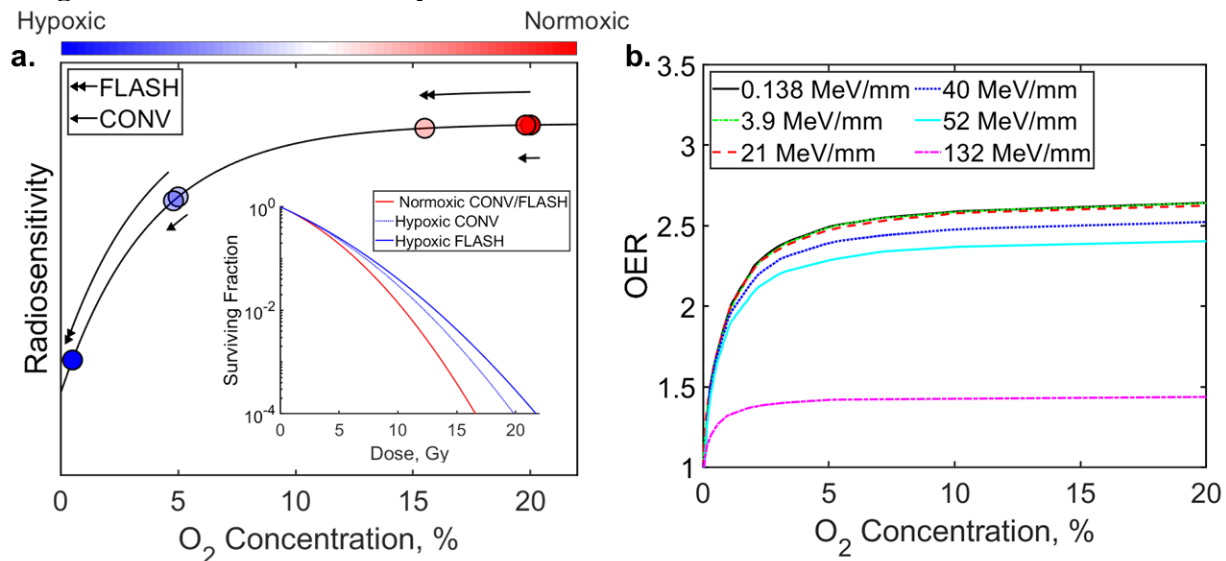 Hypoxic
Normoxic
a.
FLASH
CONV
Radiosensitivity
Normoxic CONV/FLASH
Hypoxic CONV
Hypoxic FLASH
Surviving Fraction
10^0
10^-2
10^-4
0 5 10 15 20
Dose, Gy
0 5 10 15 20
O2 Concentration, %
b.
0.138 MeV/mm
3.9 MeV/mm
21 MeV/mm
40 MeV/mm
52 MeV/mm
132 MeV/mm
OER
3.5
3
2.5
2
1.5
1
0 5 10 15 20
O2 Concentration, %